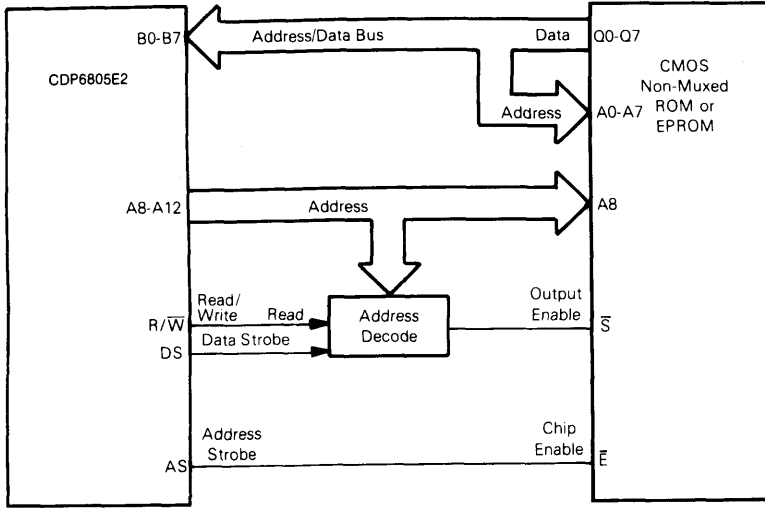 B0-B7
Address/Data Bus
Data
Q0-Q7
CDP6805E2
CMOS
Non-Muxed
ROM or
EPROM
Address
A0-A7
A8-A12
Address
A8
Read/
Write
Read
R/W̅
Data Strobe
DS
Address
Decode
Output
Enable
S̅
Address
Strobe
AS
Chip
Enable
E̅